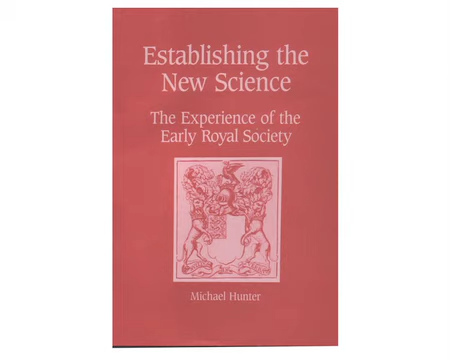 Establishing the
New Science
The Experience of the
Early Royal Society
Michael Hunter